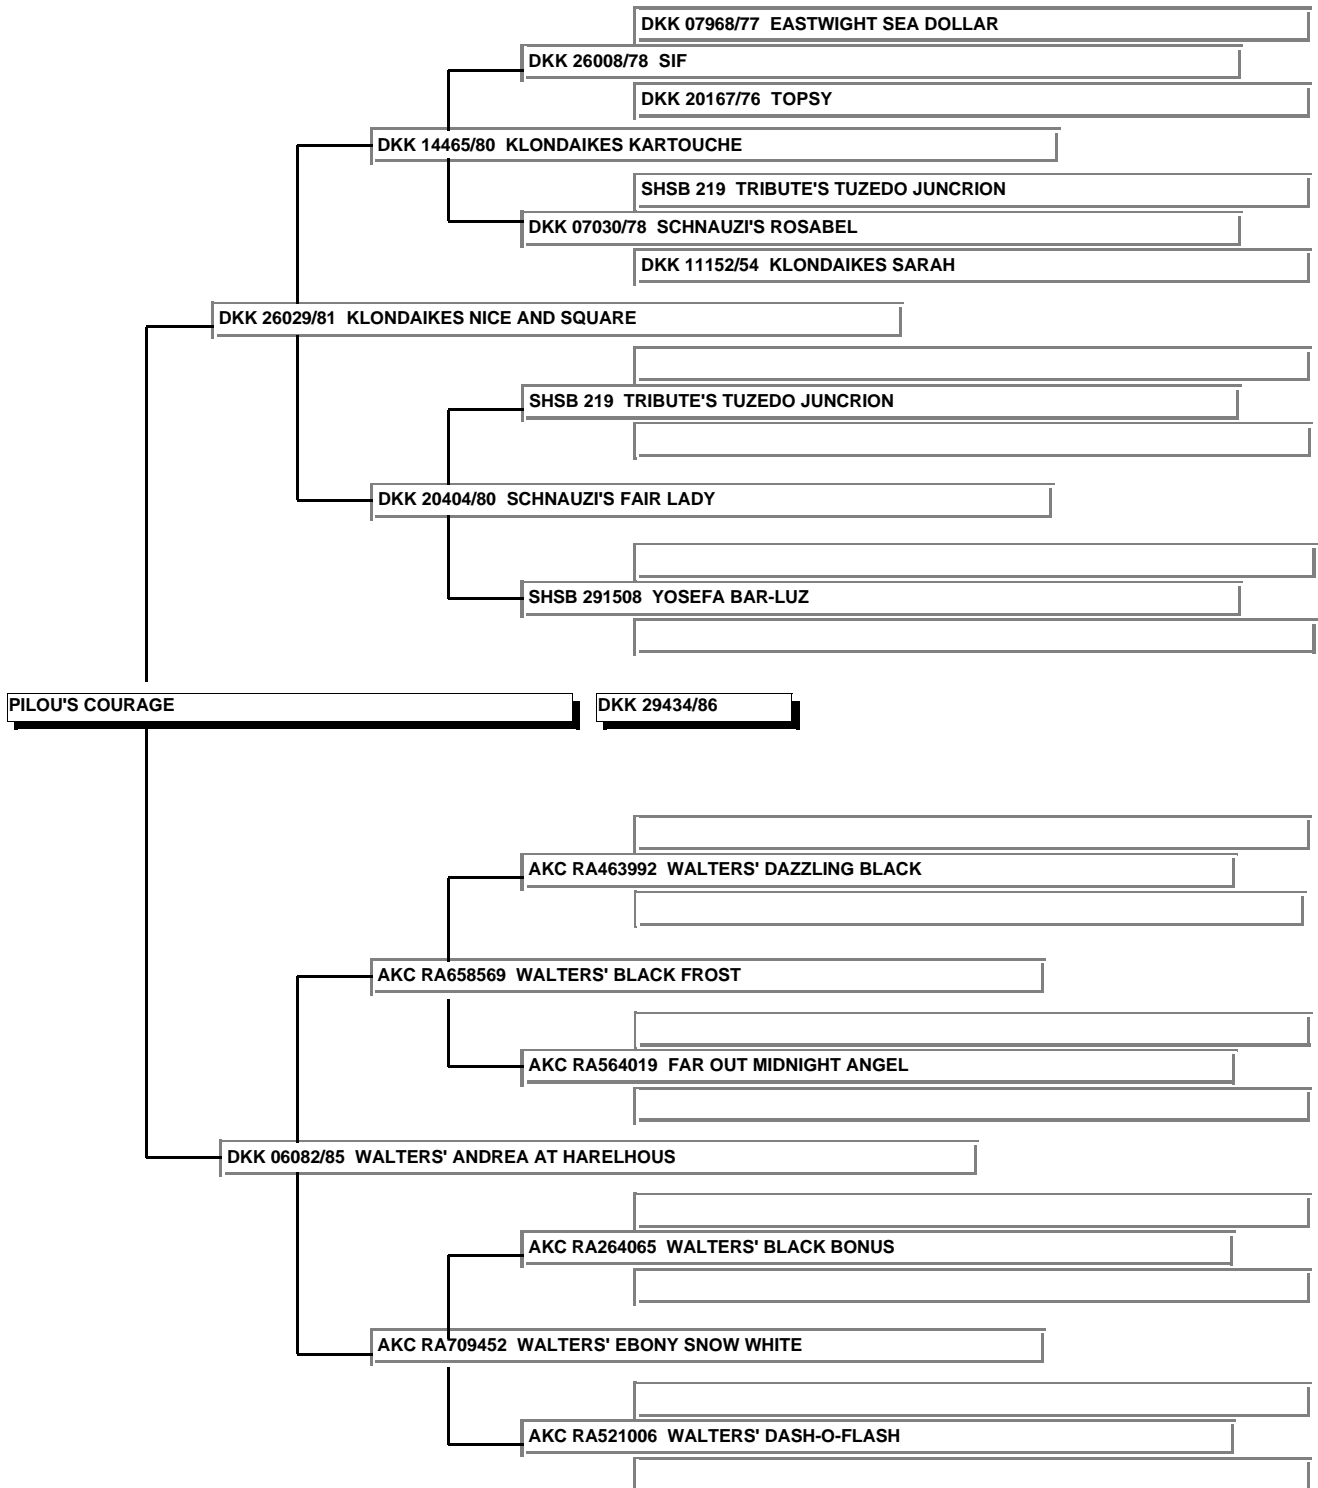 DKK 07968/77 EASTWIGHT SEA DOLLAR
DKK 26008/78 SIF
DKK 20167/76 TOPSY
DKK 14465/80 KLONDAIKES KARTOUCHE
SHSB 219 TRIBUTE'S TUZEDO JUNCRION
DKK 07030/78 SCHNAUZI'S ROSABEL
DKK 11152/54 KLONDAIKES SARAH
DKK 26029/81 KLONDAIKES NICE AND SQUARE
SHSB 219 TRIBUTE'S TUZEDO JUNCRION
DKK 20404/80 SCHNAUZI'S FAIR LADY
SHSB 291508 YOSEFA BAR-LUZ
PILOU'S COURAGE DKK 29434/86
AKC RA463992 WALTERS' DAZZLING BLACK
AKC RA658569 WALTERS' BLACK FROST
AKC RA564019 FAR OUT MIDNIGHT ANGEL
DKK 06082/85 WALTERS' ANDREA AT HARELHOUS
AKC RA264065 WALTERS' BLACK BONUS
AKC RA709452 WALTERS' EBONY SNOW WHITE
AKC RA521006 WALTERS' DASH-O-FLASH